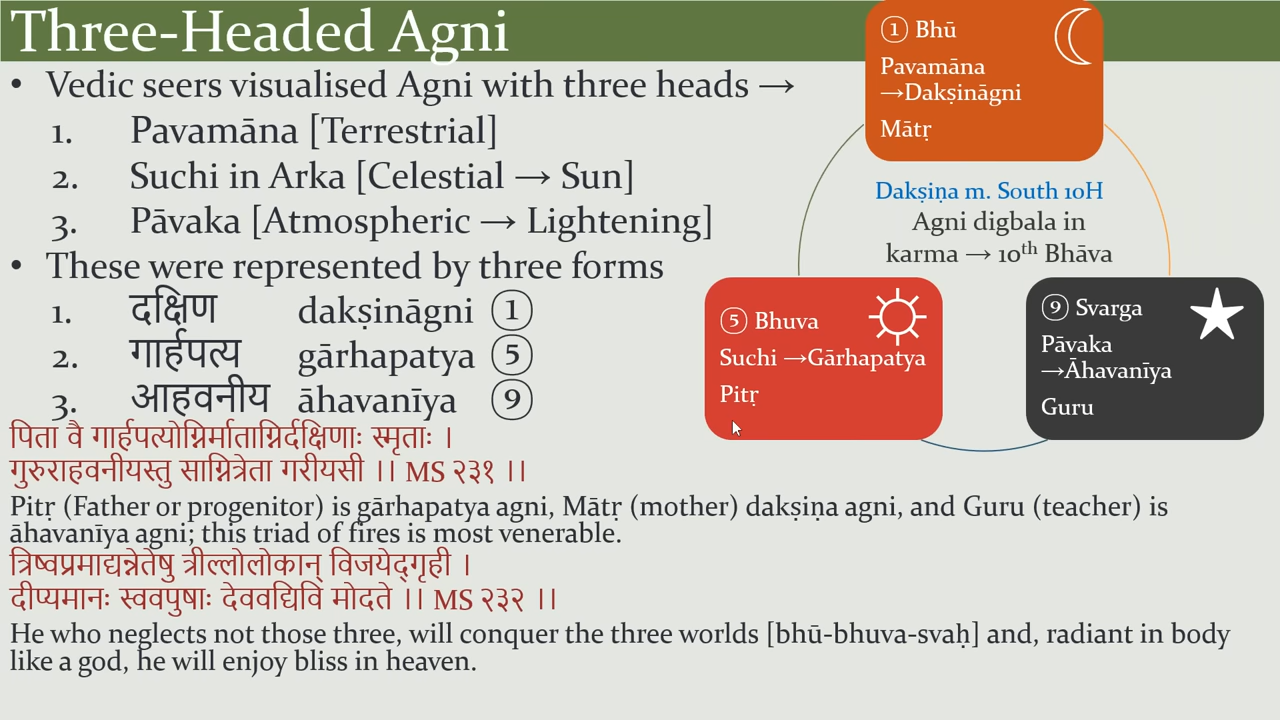 Three-Headed Agni
• Vedic seers visualised Agni with three heads →
1. Pavamāna [Terrestrial]
2. Suchi in Arka [Celestial → Sun]
3. Pāvaka [Atmospheric → Lightening]
• These were represented by three forms
1. दक्षिण dakṣināgni ①
2. गार्हपत्य gārhapatya ⑤
3. आहवनीय āhavanīya ⑨
पिता वै गार्हपत्योग्निर्माताग्निर्दक्षिणाः स्मृताः ।
गुरुराहवनीयस्तु साग्नित्रेता गरीयसी ।। MS २३१ ।।
Pitṛ (Father or progenitor) is gārhapatya agni, Mātṛ (mother) dakṣiṇa agni, and Guru (teacher) is
āhavanīya agni; this triad of fires is most venerable.
त्रिष्वप्रमाद्यन्नेतेषु त्रील्लोलोकान् विजयेद्गृही ।
दीप्यमानः स्ववपुषाः देववद्यिवि मोदते ।। MS २३२ ।।
He who neglects not those three, will conquer the three worlds [bhū-bhuva-svaḥ] and, radiant in body
like a god, he will enjoy bliss in heaven.
① Bhū
Pavamāna
→Dakṣināgni
Mātṛ
Dakṣiṇa m. South 10H
Agni digbala in
karma → 10th Bhāva
⑤ Bhuva
Suchi →Gārhapatya
Pitṛ
⑨ Svarga
Pāvaka
→Āhavanīya
Guru